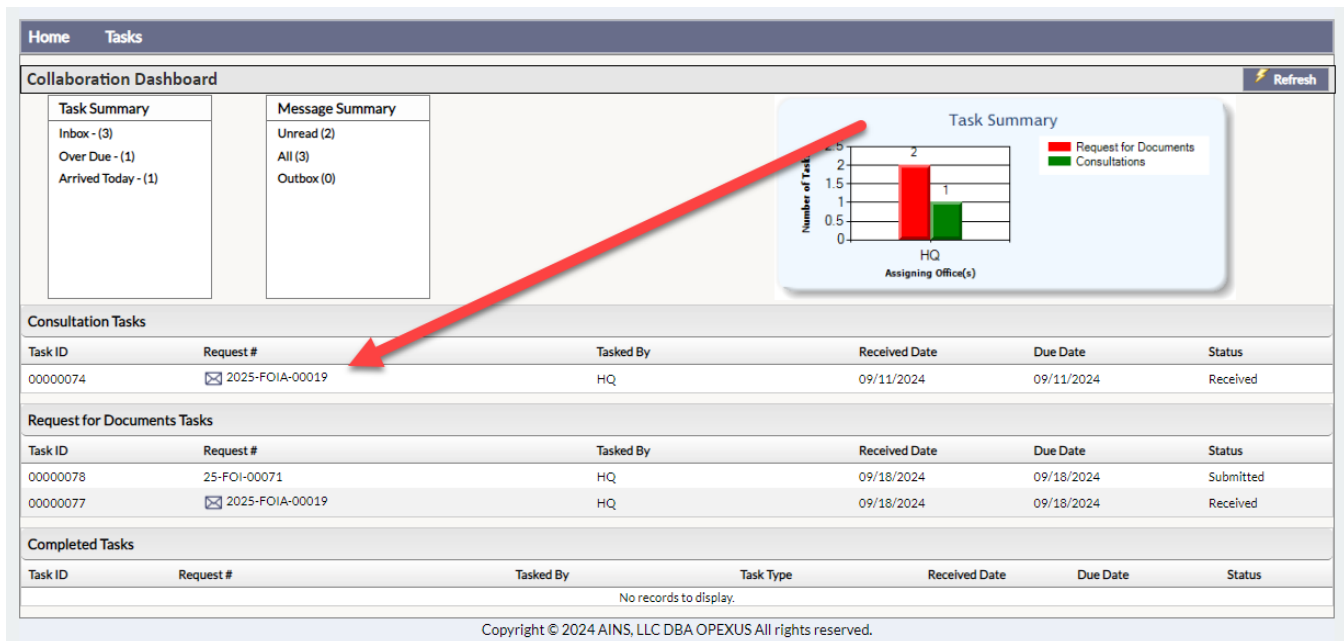 Home Tasks
Collaboration Dashboard Refresh
Task Summary Message Summary
Inbox - (3) Unread (2)
Over Due - (1) All (3)
Arrived Today - (1) Outbox (0)
Task Summary
Request for Documents
Consultations
Number of Tasks
2.5
2
1.5
1
0.5
0
2
1
HQ
Assigning Office(s)
Consultation Tasks
Task ID Request # Tasked By Received Date Due Date Status
00000074 2025-FOIA-00019 HQ 09/11/2024 09/11/2024 Received
Request for Documents Tasks
Task ID Request # Tasked By Received Date Due Date Status
00000078 25-FOI-00071 HQ 09/18/2024 09/18/2024 Submitted
00000077 2025-FOIA-00019 HQ 09/18/2024 09/18/2024 Received
Completed Tasks
Task ID Request # Tasked By Task Type Received Date Due Date Status
No records to display.
Copyright © 2024 AINS, LLC DBA OPEXUS All rights reserved.